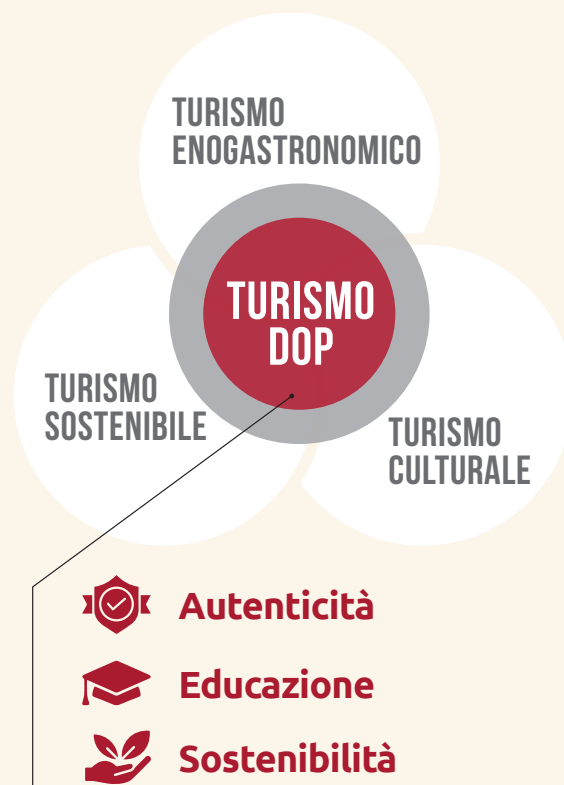 TURISMO
ENOGASTRONOMICO
TURISMO
DOP
TURISMO
SOSTENIBILE
TURISMO
CULTURALE
Autenticità
Educazione
Sostenibilità